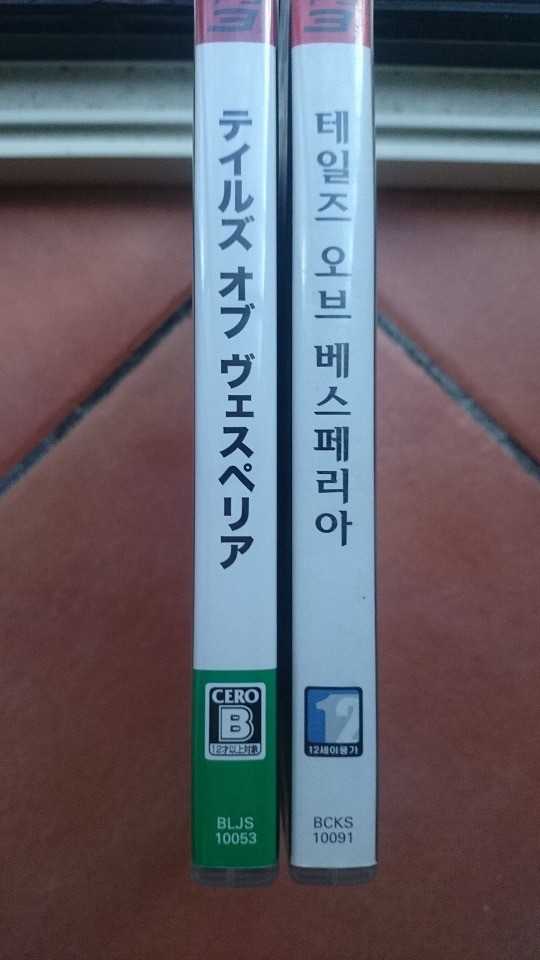 3
テイルズ オブ ヴェスペリア
CERO
B
12才以上対象
BLJS
10053
3
테일즈 오브 베스페리아
12
12세이용가
BCKS
10091